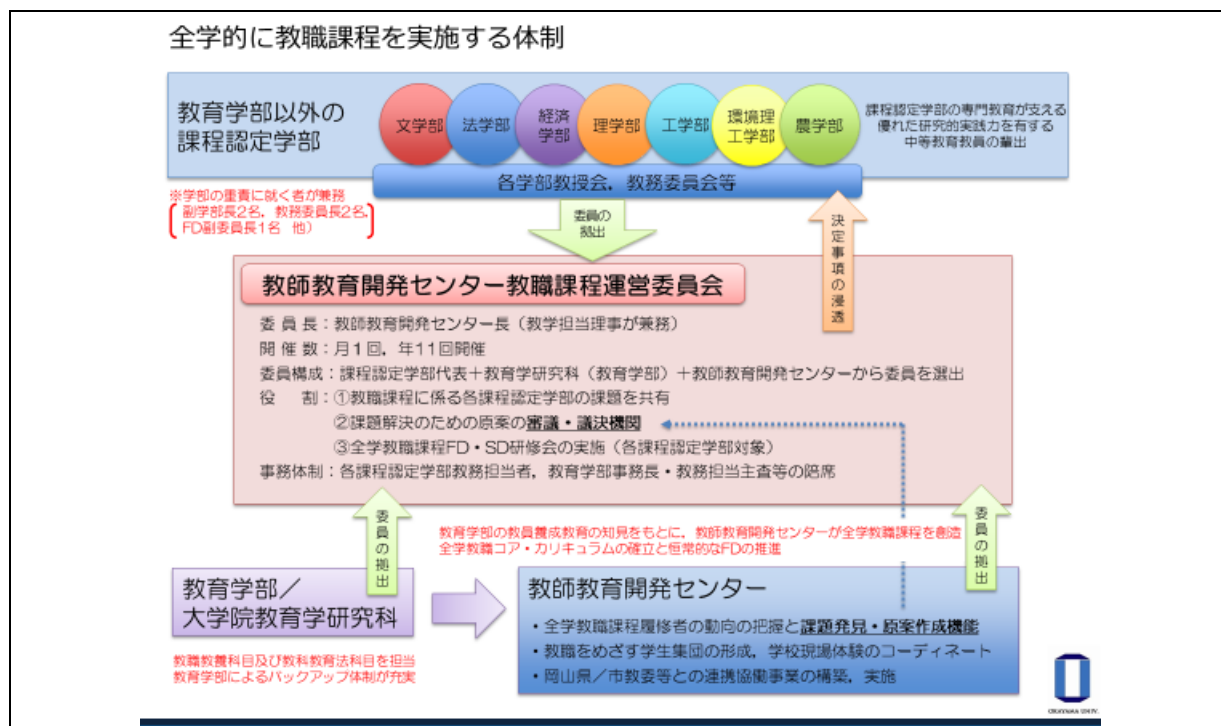 全学的に教職課程を実施する体制
教育学部以外の
課程認定学部
文学部
法学部
経済
学部
理学部
工学部
環境理
工学部
農学部
課程認定学部の専門教育が支える
優れた研究的実践力を有する
中等教育教員の輩出
各学部教授会，教務委員会等
※学部の重責に就く者が兼務
副学部長2名，教務委員長2名，
FD副委員長1名 他）
委員の
拠出
決定事項の浸透
教師教育開発センター教職課程運営委員会
委 員 長：教師教育開発センター長（教学担当理事が兼務）
開 催 数：月１回，年１１回開催
委員構成：課程認定学部代表＋教育学研究科（教育学部）＋教師教育開発センターから委員を選出
役　　割：①教職課程に係る各課程認定学部の課題を共有
②課題解決のための原案の審議・議決機関
③全学教職課程FD・SD研修会の実施（各課程認定学部対象）
事務体制：各課程認定学部教務担当者，教育学部事務長・教務担当主査等の陪席
委員の拠出
教育学部の教員養成教育の知見をもとに，教師教育開発センターが全学教職課程を創造
全学教職コア・カリキュラムの確立と恒常的なFDの推進
委員の拠出
教育学部／
大学院教育学研究科
教職教養科目及び教科教育法科目を担当
教育学部によるバックアップ体制が充実
教師教育開発センター
・全学教職課程履修者の動向の把握と課題発見・原案作成機能
・教職をめざす学生集団の形成，学校現場体験のコーディネート
・岡山県／市教委等との連携協働事業の構築，実施
OKAYAMA UNIV.